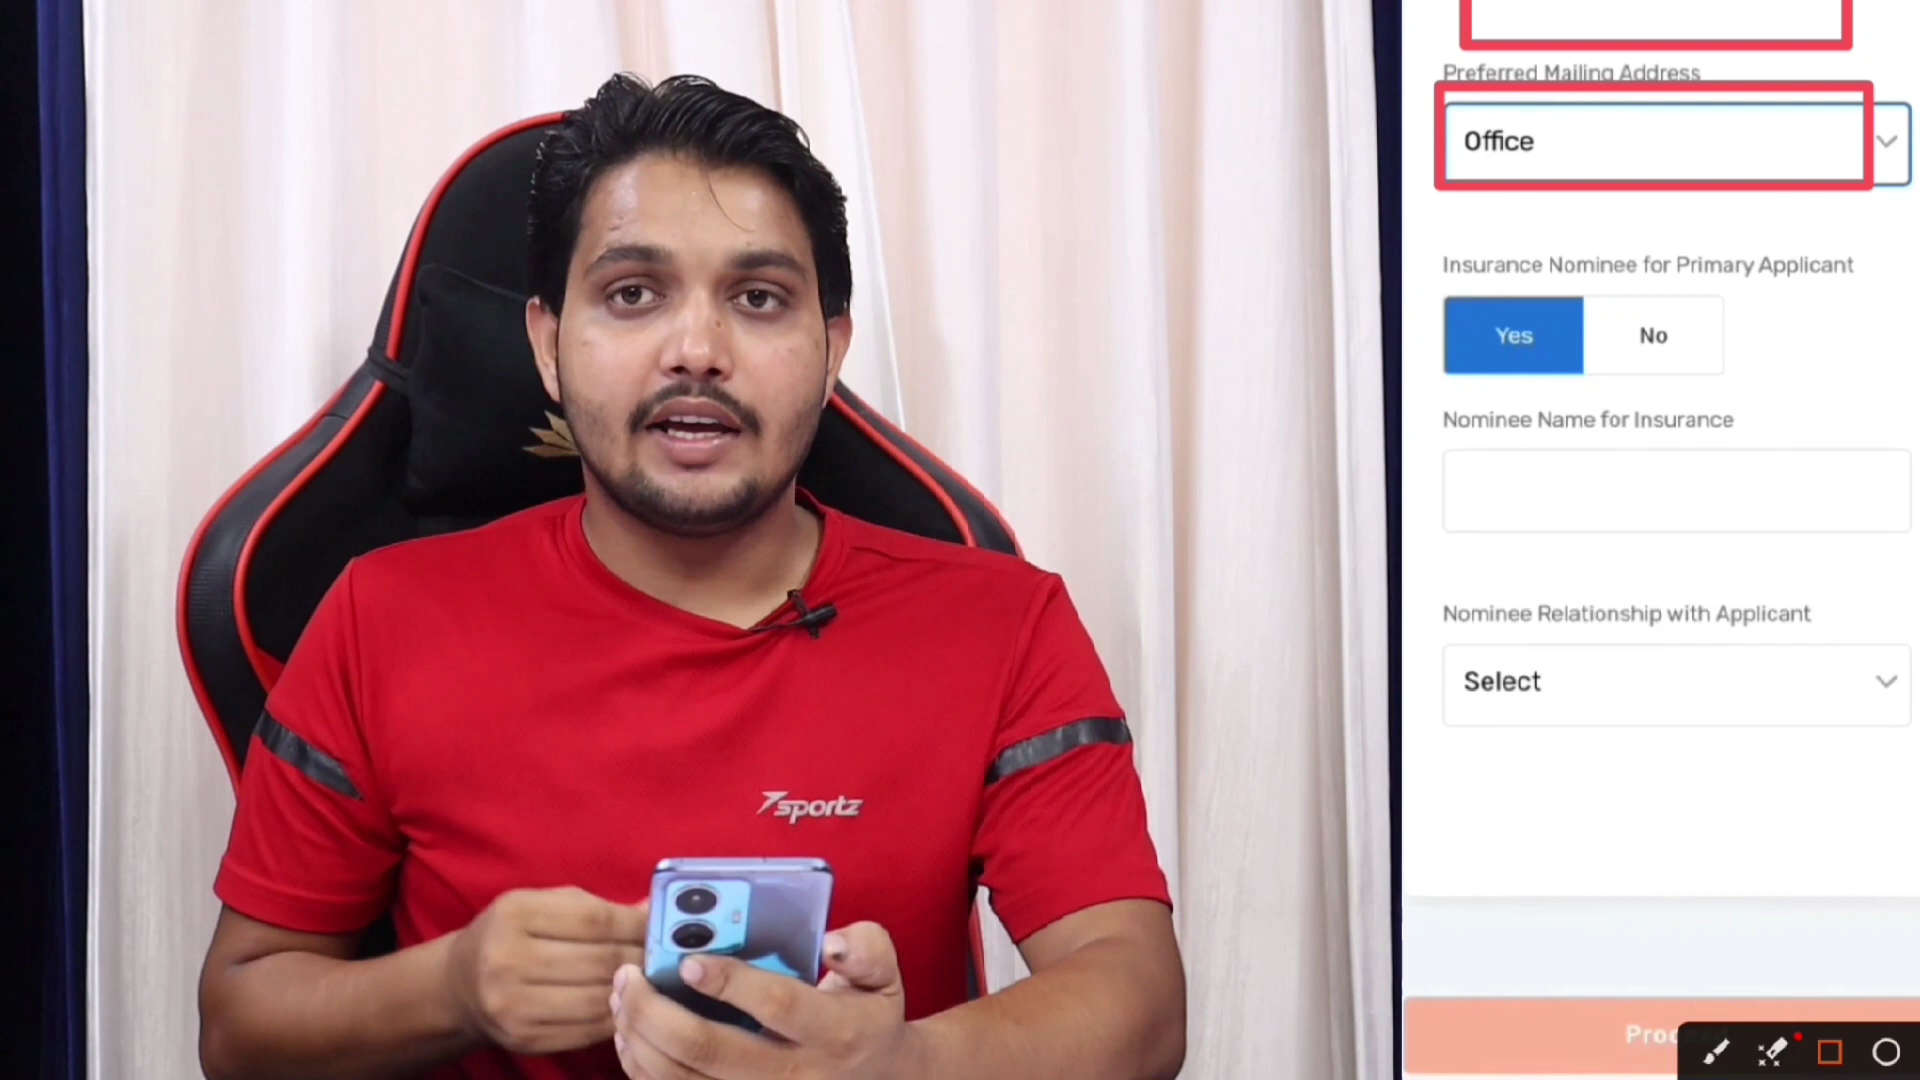 Preferred Mailing Address
Office
Insurance Nominee for Primary Applicant
Yes
No
Nominee Name for Insurance
Nominee Relationship with Applicant
Select
sportz